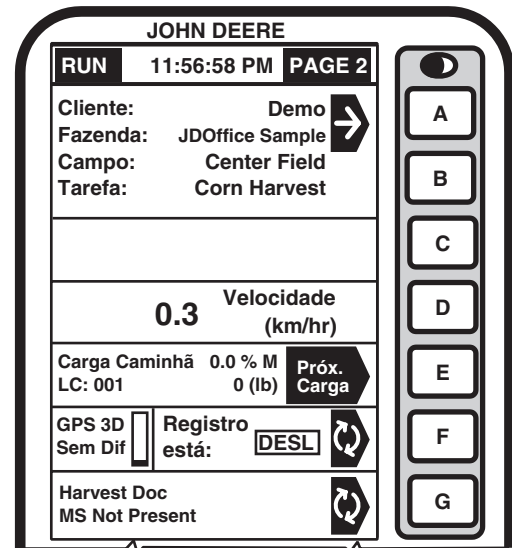 JOHN DEERE
RUN 11:56:58 PM PAGE 2
Cliente: Demo
Fazenda: JDOffice Sample
Campo: Center Field
Tarefa: Corn Harvest
0.3 Velocidade
(km/hr)
Carga Caminhã 0.0 % M
LC: 001 0 (lb)
Próx.
Carga
GPS 3D
Sem Dif
Registro
está: DESL
Harvest Doc
MS Not Present
A
B
C
D
E
F
G